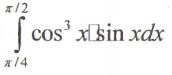 ∫_{π/4}^{π/2} cos³ x sin xdx